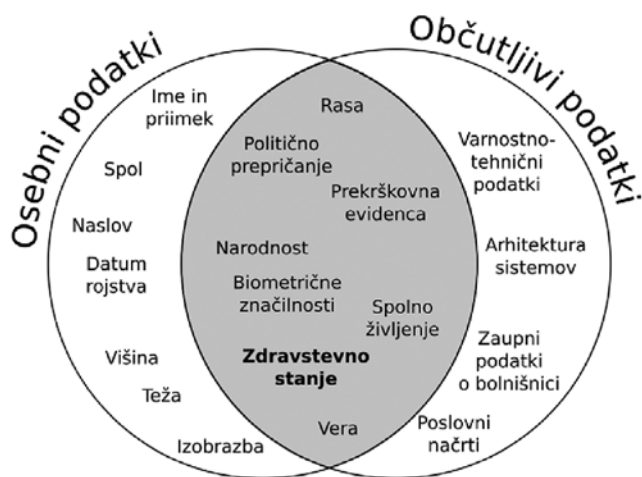 Osebni podatki
Občutljivi podatki
Ime in
priimek
Spol
Naslov
Datum
rojstva
Višina
Teža
Izobrazba
Rasa
Politično
prepričanje
Prekrškovna
evidenca
Narodnost
Biometrične
značilnosti
Spolno
življenje
Zdravstevno
stanje
Vera
Varnostno-
tehnični
podatki
Arhitektura
sistemov
Zaupni
podatki
o bolnišnici
Poslovni
načrti